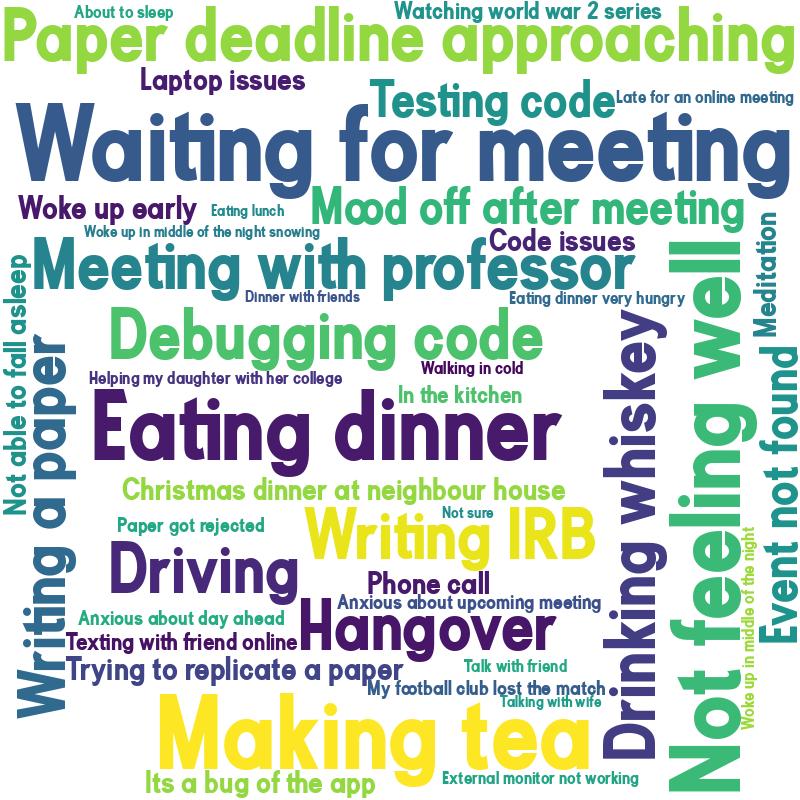 About to sleep
Watching world war 2 series
Paper deadline approaching
Laptop issues
Testing code
Late for an online meeting
Waiting for meeting
Woke up early
Eating lunch
Mood off after meeting
Woke up in middle of the night snowing
Code issues
Meeting with professor
Meditation
Not able to fall asleep
Dinner with friends
Eating dinner very hungry
Debugging code
Walking in cold
Helping my daughter with her college
In the kitchen
Eating dinner
Drinking whiskey
Not feeling well
Event not found
Writing a paper
Christmas dinner at neighbour house
Not sure
Paper got rejected
Writing IRB
Driving
Phone call
Anxious about upcoming meeting
Anxious about day ahead
Hangover
Texting with friend online
Woke up in middle of the night
Trying to replicate a paper
Talk with friend
My football club lost the match
Talking with wife
Making tea
Its a bug of the app
External monitor not working